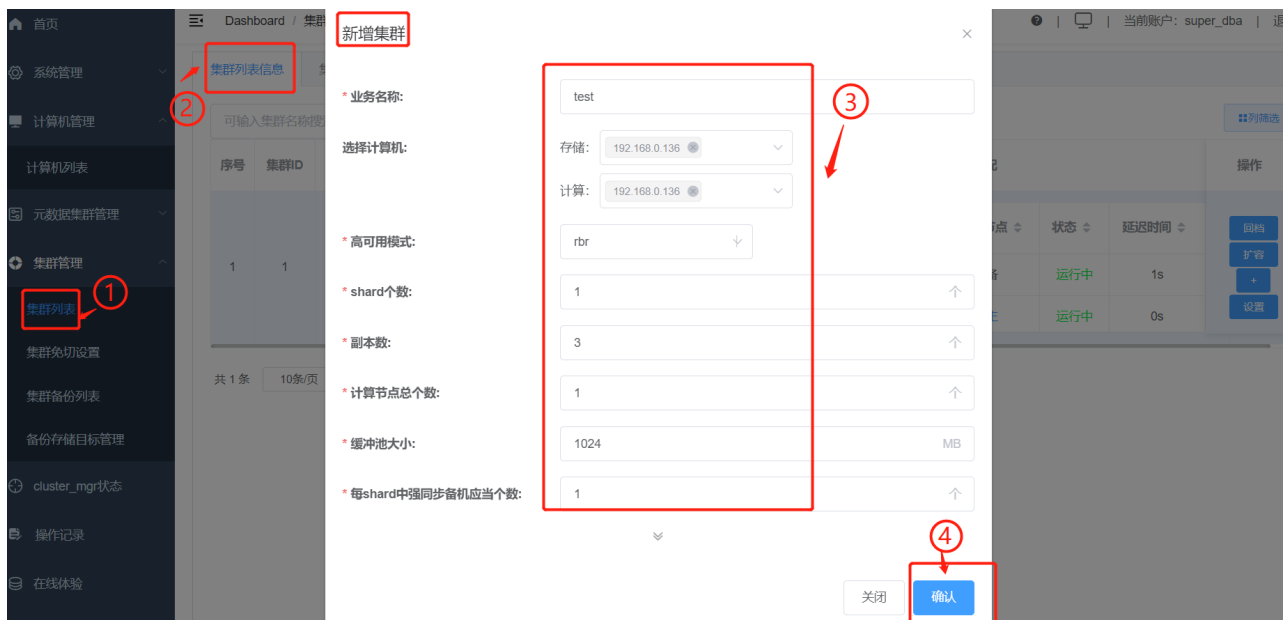 首页
系统管理
计算机管理
计算机列表
元数据集群管理
集群管理
集群列表
①
集群免切设置
集群备份列表
备份存储目标管理
cluster_mgr状态
操作记录
在线体验
Dashboard / 集群
当前账户: super_dba
集群列表信息
②
可输入集群名称搜
列筛选
序号 集群ID
操作
点 状态 延迟时间
1 1
运行中 1s
主 运行中 0s
回档
扩容
+
设置
共 1 条 10条/页
新增集群
* 业务名称: test
③
选择计算机: 存储: 192.168.0.136
计算: 192.168.0.136
* 高可用模式: rbr
* shard个数: 1 个
* 副本数: 3 个
* 计算节点总个数: 1 个
* 缓冲池大小: 1024 MB
* 每shard中强同步备机应当个数: 1 个
④
关闭 确认